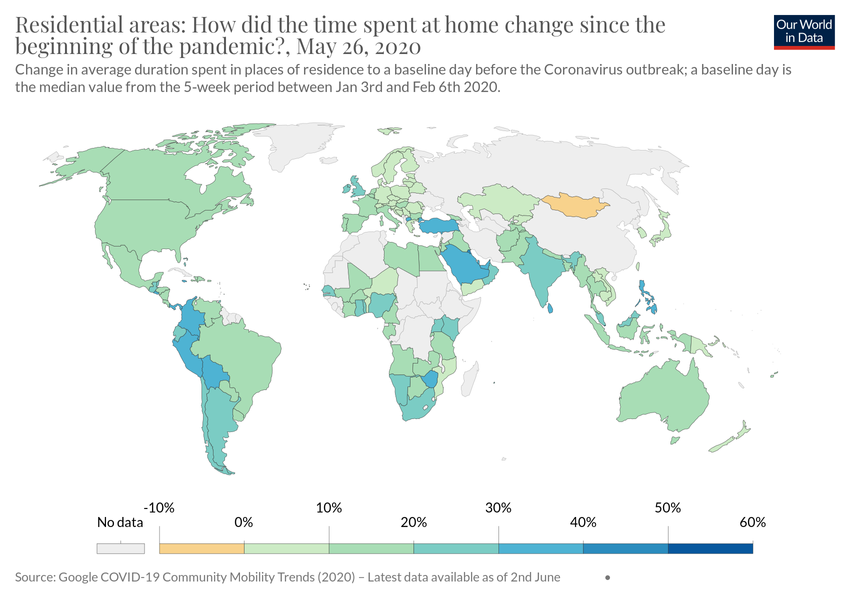 Residential areas: How did the time spent at home change since the
beginning of the pandemic?, May 26, 2020
Our World
in Data
Change in average duration spent in places of residence to a baseline day before the Coronavirus outbreak; a baseline day is
the median value from the 5-week period between Jan 3rd and Feb 6th 2020.
No data
-10%
0%
10%
20%
30%
40%
50%
60%
Source: Google COVID-19 Community Mobility Trends (2020) – Latest data available as of 2nd June
•